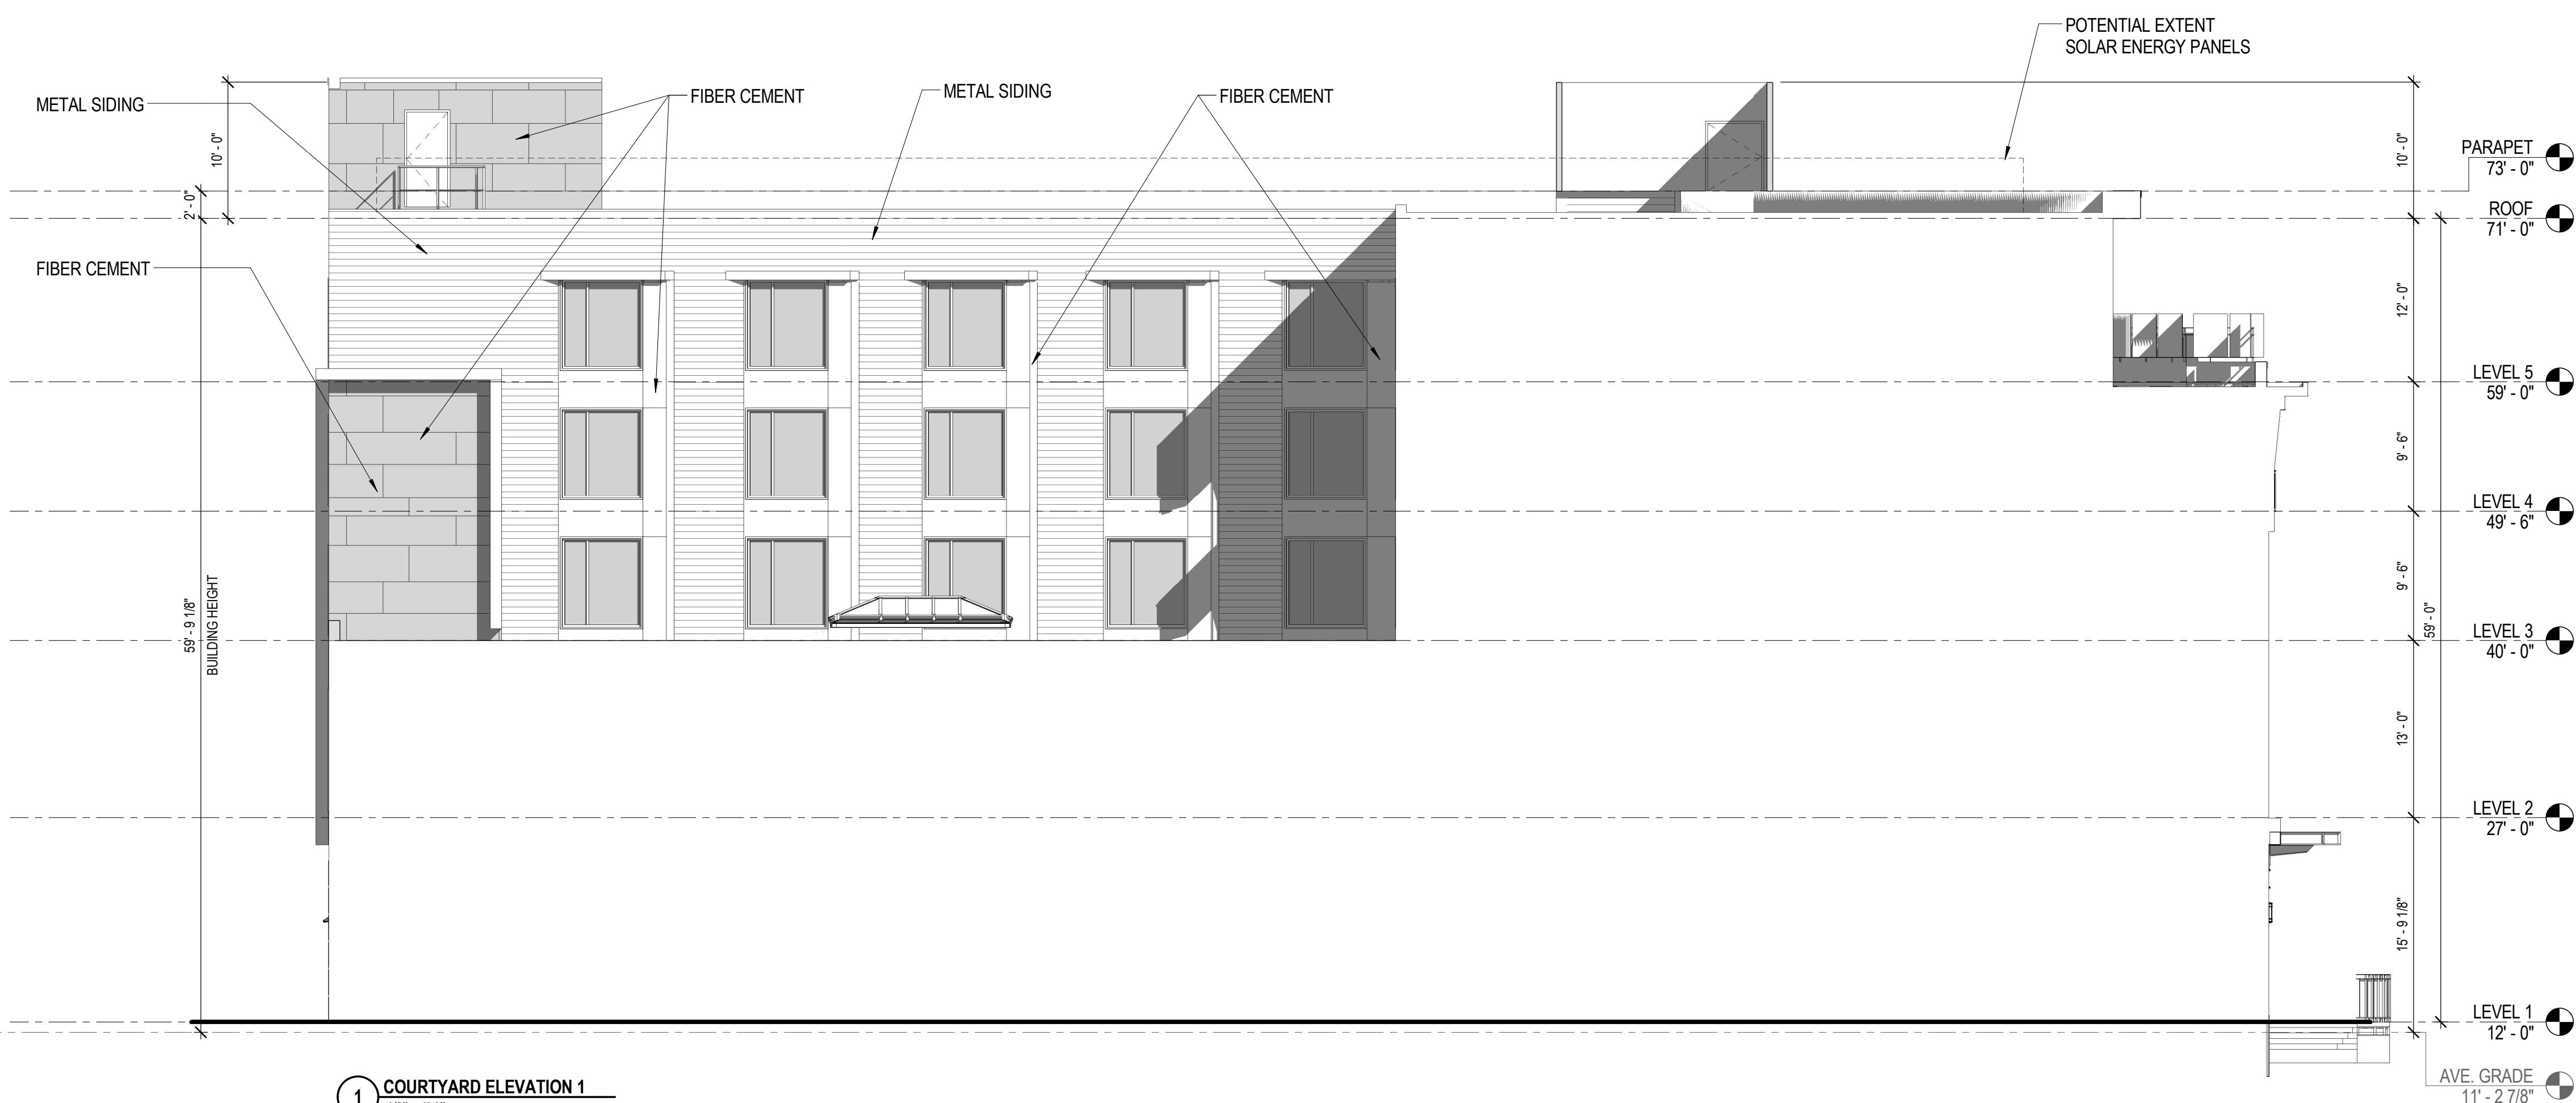 POTENTIAL EXTENT
SOLAR ENERGY PANELS
METAL SIDING
FIBER CEMENT
METAL SIDING
FIBER CEMENT
10' - 0"
10' - 0"
PARAPET
73' - 0"
2' - 0"
ROOF
71' - 0"
FIBER CEMENT
12' - 0"
LEVEL 5
59' - 0"
9' - 6"
LEVEL 4
49' - 6"
9' - 6"
59' - 9 1/8"
BUILDING HEIGHT
59' - 0"
LEVEL 3
40' - 0"
13' - 0"
LEVEL 2
27' - 0"
15' - 9 1/8"
LEVEL 1
12' - 0"
AVE. GRADE
11' - 2 7/8"
1
COURTYARD ELEVATION 1